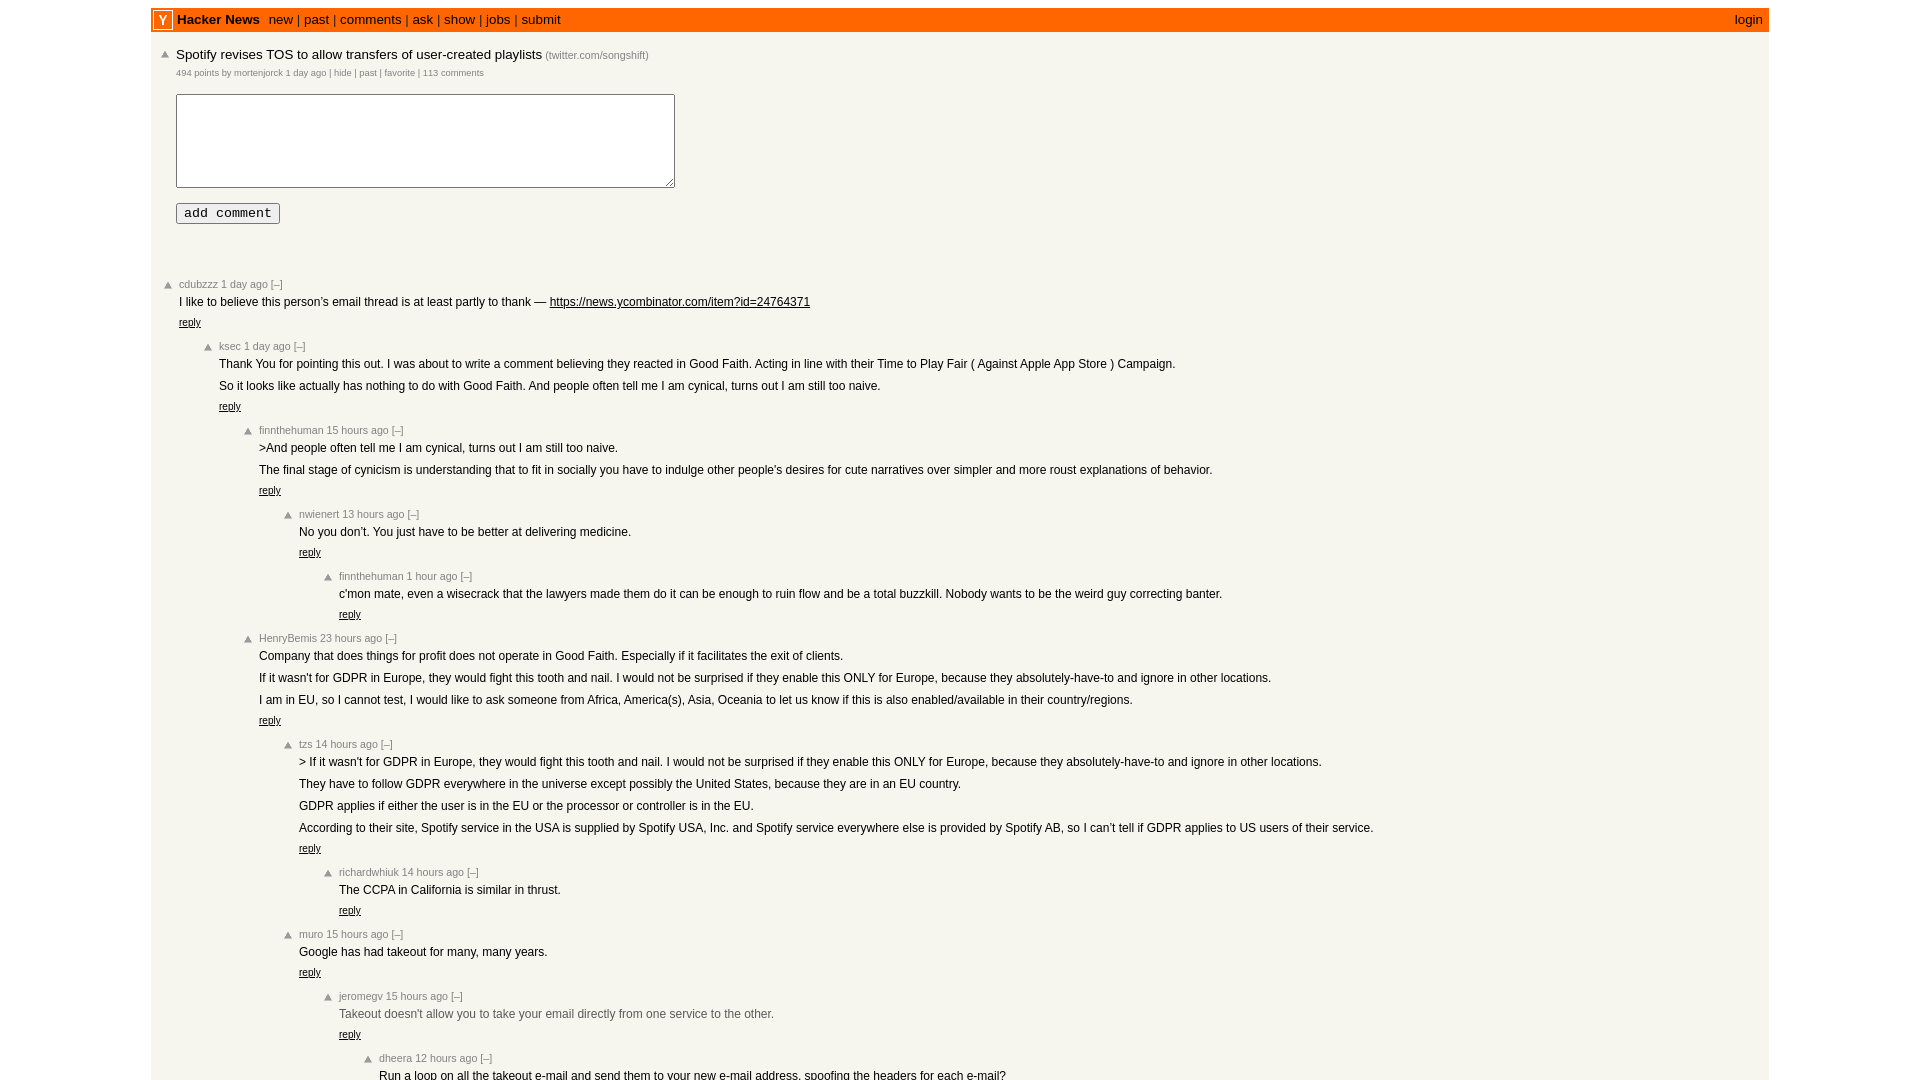 Y Hacker News new | past | comments | ask | show | jobs | submit login
Spotify revises TOS to allow transfers of user-created playlists (twitter.com/songshift)
494 points by mortenjorck 1 day ago | hide | past | favorite | 113 comments
add comment
cdubzzz 1 day ago [–]
I like to believe this person’s email thread is at least partly to thank — https://news.ycombinator.com/item?id=24764371
reply
ksec 1 day ago [–]
Thank You for pointing this out. I was about to write a comment believing they reacted in Good Faith. Acting in line with their Time to Play Fair ( Against Apple App Store ) Campaign.
So it looks like actually has nothing to do with Good Faith. And people often tell me I am cynical, turns out I am still too naive.
reply
finnthehuman 15 hours ago [–]
>And people often tell me I am cynical, turns out I am still too naive.
The final stage of cynicism is understanding that to fit in socially you have to indulge other people's desires for cute narratives over simpler and more roust explanations of behavior.
reply
nwienert 13 hours ago [–]
No you don’t. You just have to be better at delivering medicine.
reply
finnthehuman 1 hour ago [–]
c'mon mate, even a wisecrack that the lawyers made them do it can be enough to ruin flow and be a total buzzkill. Nobody wants to be the weird guy correcting banter.
reply
HenryBemis 23 hours ago [–]
Company that does things for profit does not operate in Good Faith. Especially if it facilitates the exit of clients.
If it wasn't for GDPR in Europe, they would fight this tooth and nail. I would not be surprised if they enable this ONLY for Europe, because they absolutely-have-to and ignore in other locations.
I am in EU, so I cannot test, I would like to ask someone from Africa, America(s), Asia, Oceania to let us know if this is also enabled/available in their country/regions.
reply
tzs 14 hours ago [–]
> If it wasn't for GDPR in Europe, they would fight this tooth and nail. I would not be surprised if they enable this ONLY for Europe, because they absolutely-have-to and ignore in other locations.
They have to follow GDPR everywhere in the universe except possibly the United States, because they are in an EU country.
GDPR applies if either the user is in the EU or the processor or controller is in the EU.
According to their site, Spotify service in the USA is supplied by Spotify USA, Inc. and Spotify service everywhere else is provided by Spotify AB, so I can’t tell if GDPR applies to US users of their service.
reply
richardwhiuk 14 hours ago [–]
The CCPA in California is similar in thrust.
reply
muro 15 hours ago [–]
Google has had takeout for many, many years.
reply
jeromegv 15 hours ago [–]
Takeout doesn't allow you to take your email directly from one service to the other.
reply
dheera 12 hours ago [–]
Run a loop on all the takeout e-mail and send them to your new e-mail address, spoofing the headers for each e-mail?